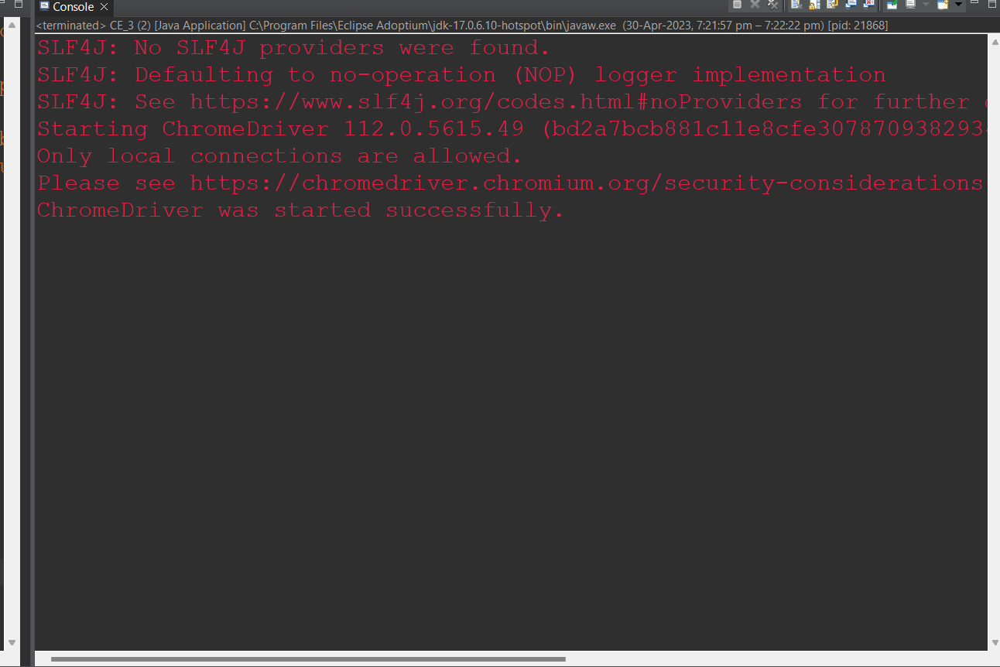 Console
<terminated> CE_3 (2) [Java Application] C:\Program Files\Eclipse Adoptium\jdk-17.0.6.10-hotspot\bin\javaw.exe (30-Apr-2023, 7:21:57 pm – 7:22:22 pm) [pid: 21868]
SLF4J: No SLF4J providers were found.
SLF4J: Defaulting to no-operation (NOP) logger implementation
SLF4J: See https://www.slf4j.org/codes.html#noProviders for further
Starting ChromeDriver 112.0.5615.49 (bd2a7bcb881c11e8cfe3078709382934
Only local connections are allowed.
Please see https://chromedriver.chromium.org/security-considerations
ChromeDriver was started successfully.